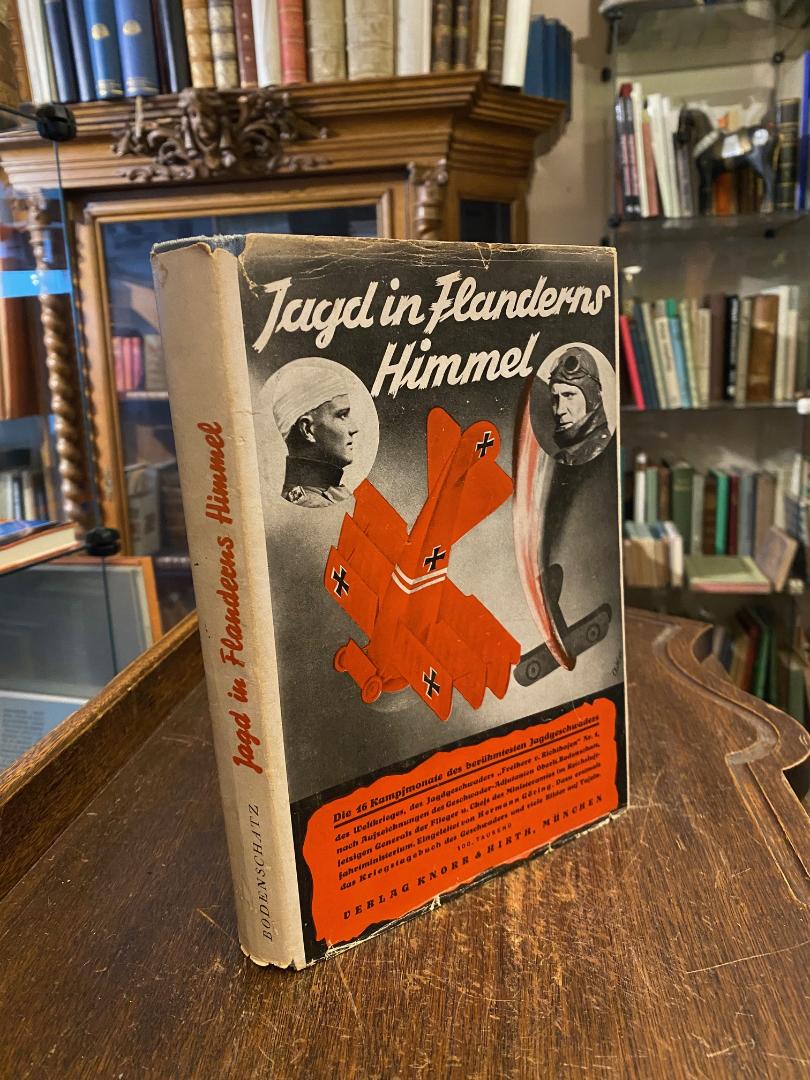 Jagd in Flanderns
Himmel
Die 16 Kampfmonate des berühmtesten Jagdgeschwaders
des Weltkrieges, des Jagdgeschwaders „Freiherr v. Richthofen“ Nr. 1,
nach Aufzeichnungen des Geschwader-Adjutanten Oberlt. Bodenschatz,
jetzigen Generals der Flieger u. Chefs des Ministeramtes im Reichsluft-
fahrtministerium. Eingeleitet von Hermann Göring. Dazu erstmals
das Kriegstagebuch des Geschwaders und viele Bilder auf Tafeln.
100. TAUSEND
VERLAG KNORR & HIRTH, MÜNCHEN
Jagd in Flanderns Himmel
BODENSCHATZ